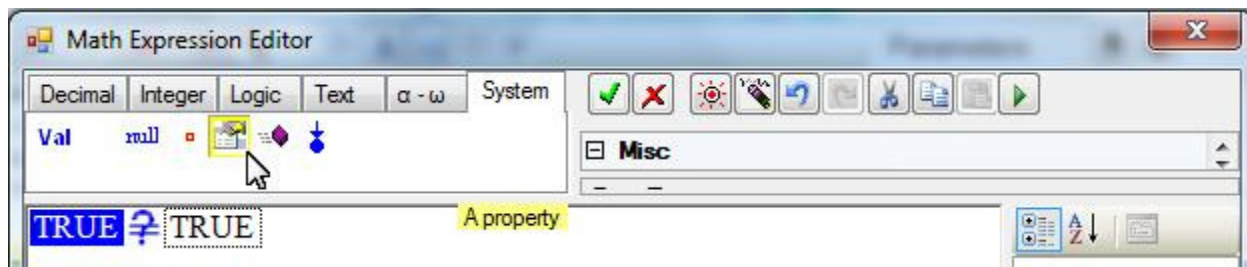 Math Expression Editor
Decimal Integer Logic Text α - ω System
Val null
Misc
TRUE ? TRUE
A property
A Z